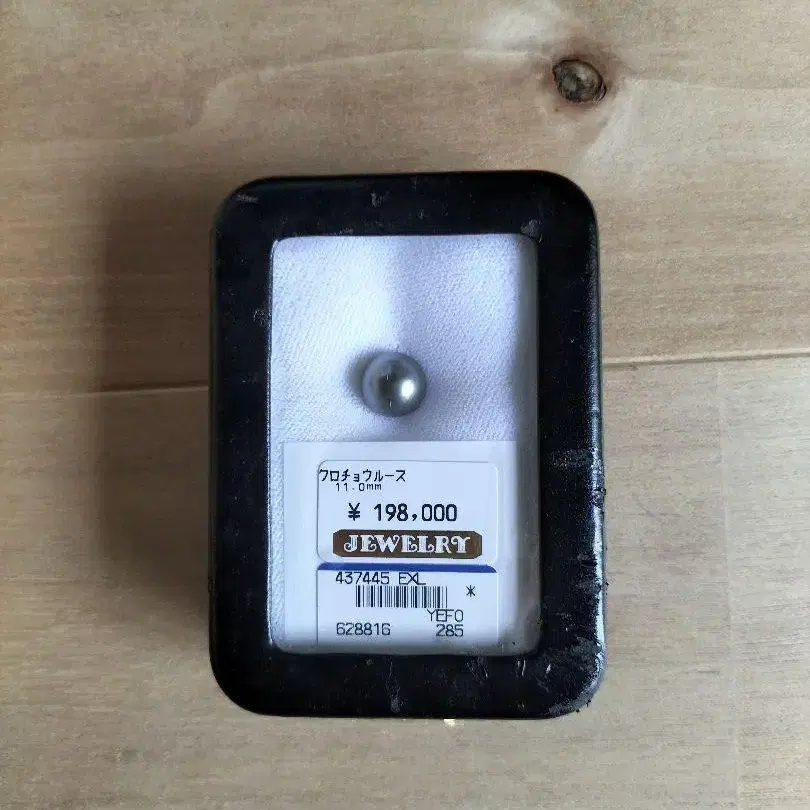 クロチョウルース
11.0mm
¥ 198,000
JEWELRY
437445 EXL
*
YEFO
628816 285